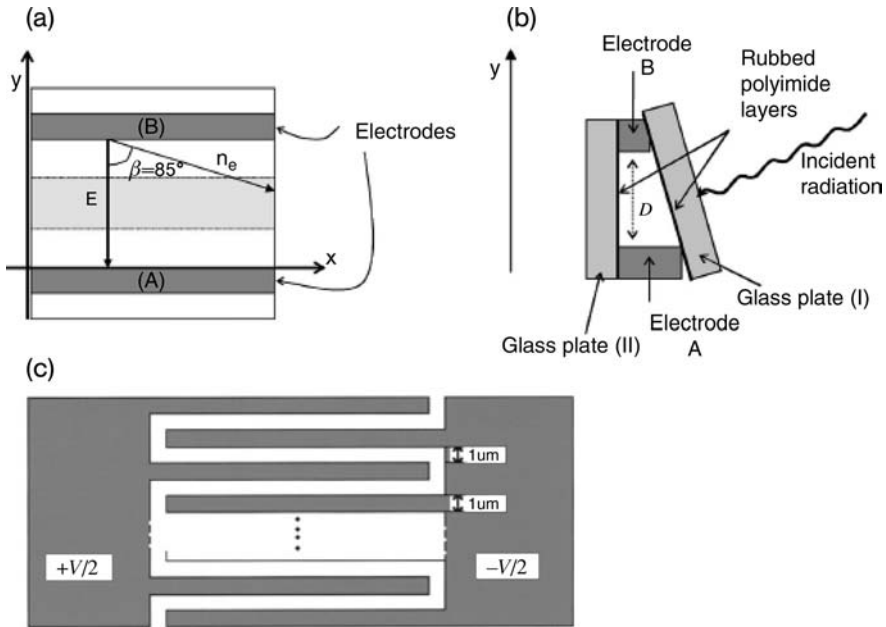 (a)
y
(B)
β=85°
n_e
E
x
(A)
Electrodes
(b)
y
Electrode
B
Rubbed
polyimide
layers
Incident
radiation
D
Glass plate (I)
Electrode
A
Glass plate (II)
(c)
1um
1um
+V/2
−V/2